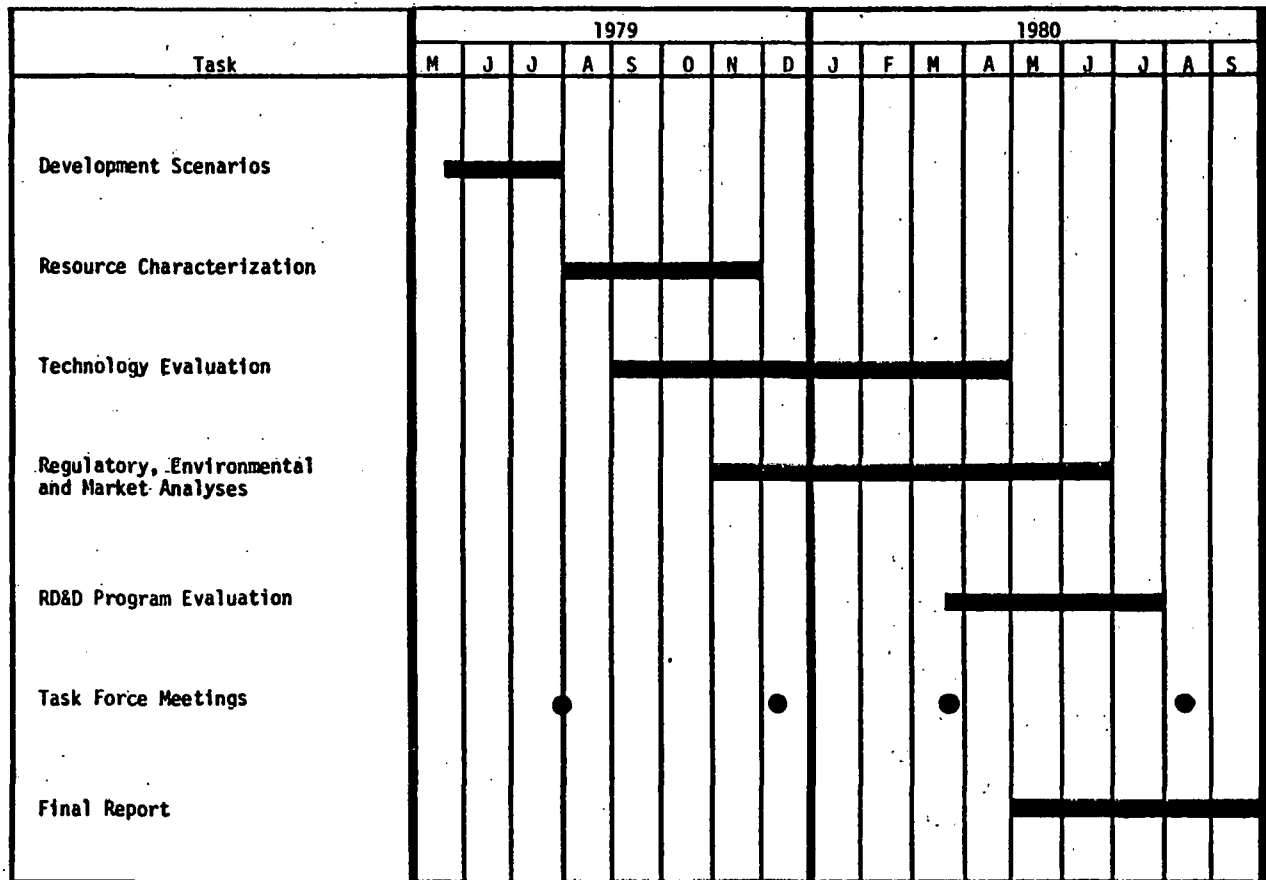 1979 1980
Task M J J A S O N D J F M A M J J A S
Development Scenarios
Resource Characterization
Technology Evaluation
Regulatory, Environmental
and Market Analyses
RD&D Program Evaluation
Task Force Meetings
Final Report